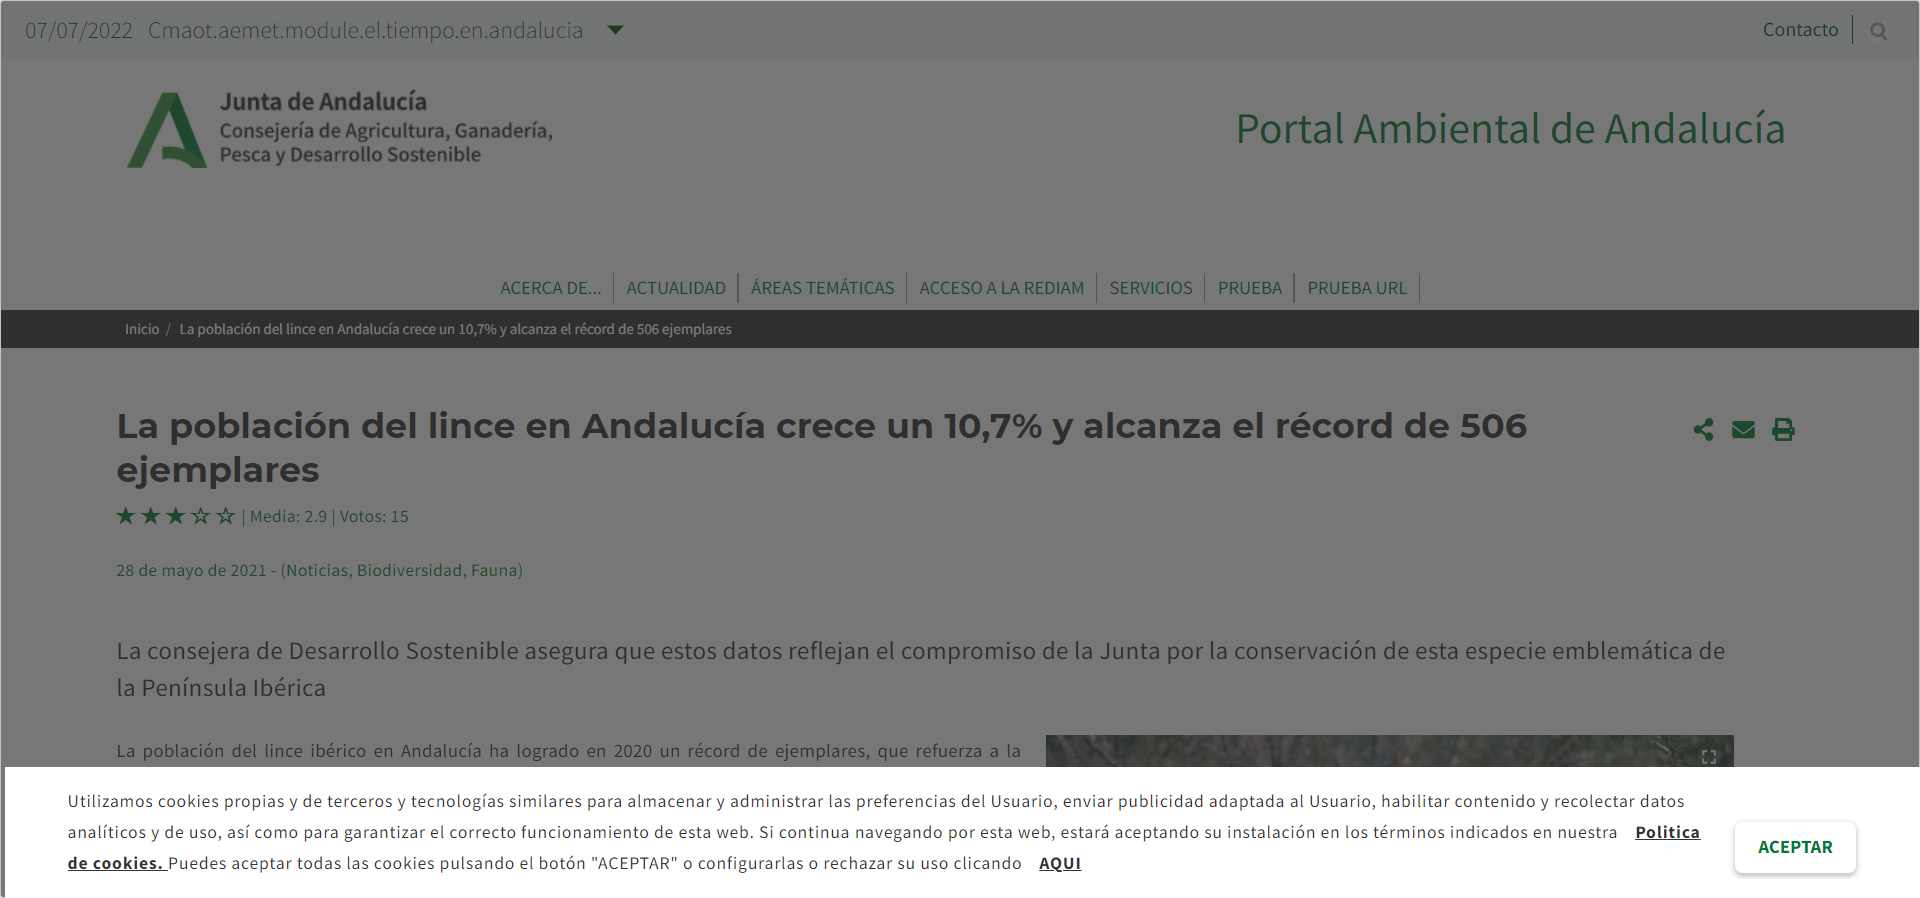 07/07/2022 Cmaot.aemet.module.el.tiempo.en.andalucia
Contacto
Junta de Andalucía
Consejería de Agricultura, Ganadería,
Pesca y Desarrollo Sostenible
Portal Ambiental de Andalucía
ACERCA DE... ACTUALIDAD ÁREAS TEMÁTICAS ACCESO A LA REDIAM SERVICIOS PRUEBA PRUEBA URL
Inicio / La población del lince en Andalucía crece un 10,7% y alcanza el récord de 506 ejemplares
La población del lince en Andalucía crece un 10,7% y alcanza el récord de 506
ejemplares
| Media: 2.9 | Votos: 15
28 de mayo de 2021 - (Noticias, Biodiversidad, Fauna)
La consejera de Desarrollo Sostenible asegura que estos datos reflejan el compromiso de la Junta por la conservación de esta especie emblemática de
la Península Ibérica
La población del lince ibérico en Andalucía ha logrado en 2020 un récord de ejemplares, que refuerza a la
Utilizamos cookies propias y de terceros y tecnologías similares para almacenar y administrar las preferencias del Usuario, enviar publicidad adaptada al Usuario, habilitar contenido y recolectar datos
analíticos y de uso, así como para garantizar el correcto funcionamiento de esta web. Si continua navegando por esta web, estará aceptando su instalación en los términos indicados en nuestra Politica
de cookies. Puedes aceptar todas las cookies pulsando el botón "ACEPTAR" o configurarlas o rechazar su uso clicando AQUI
ACEPTAR